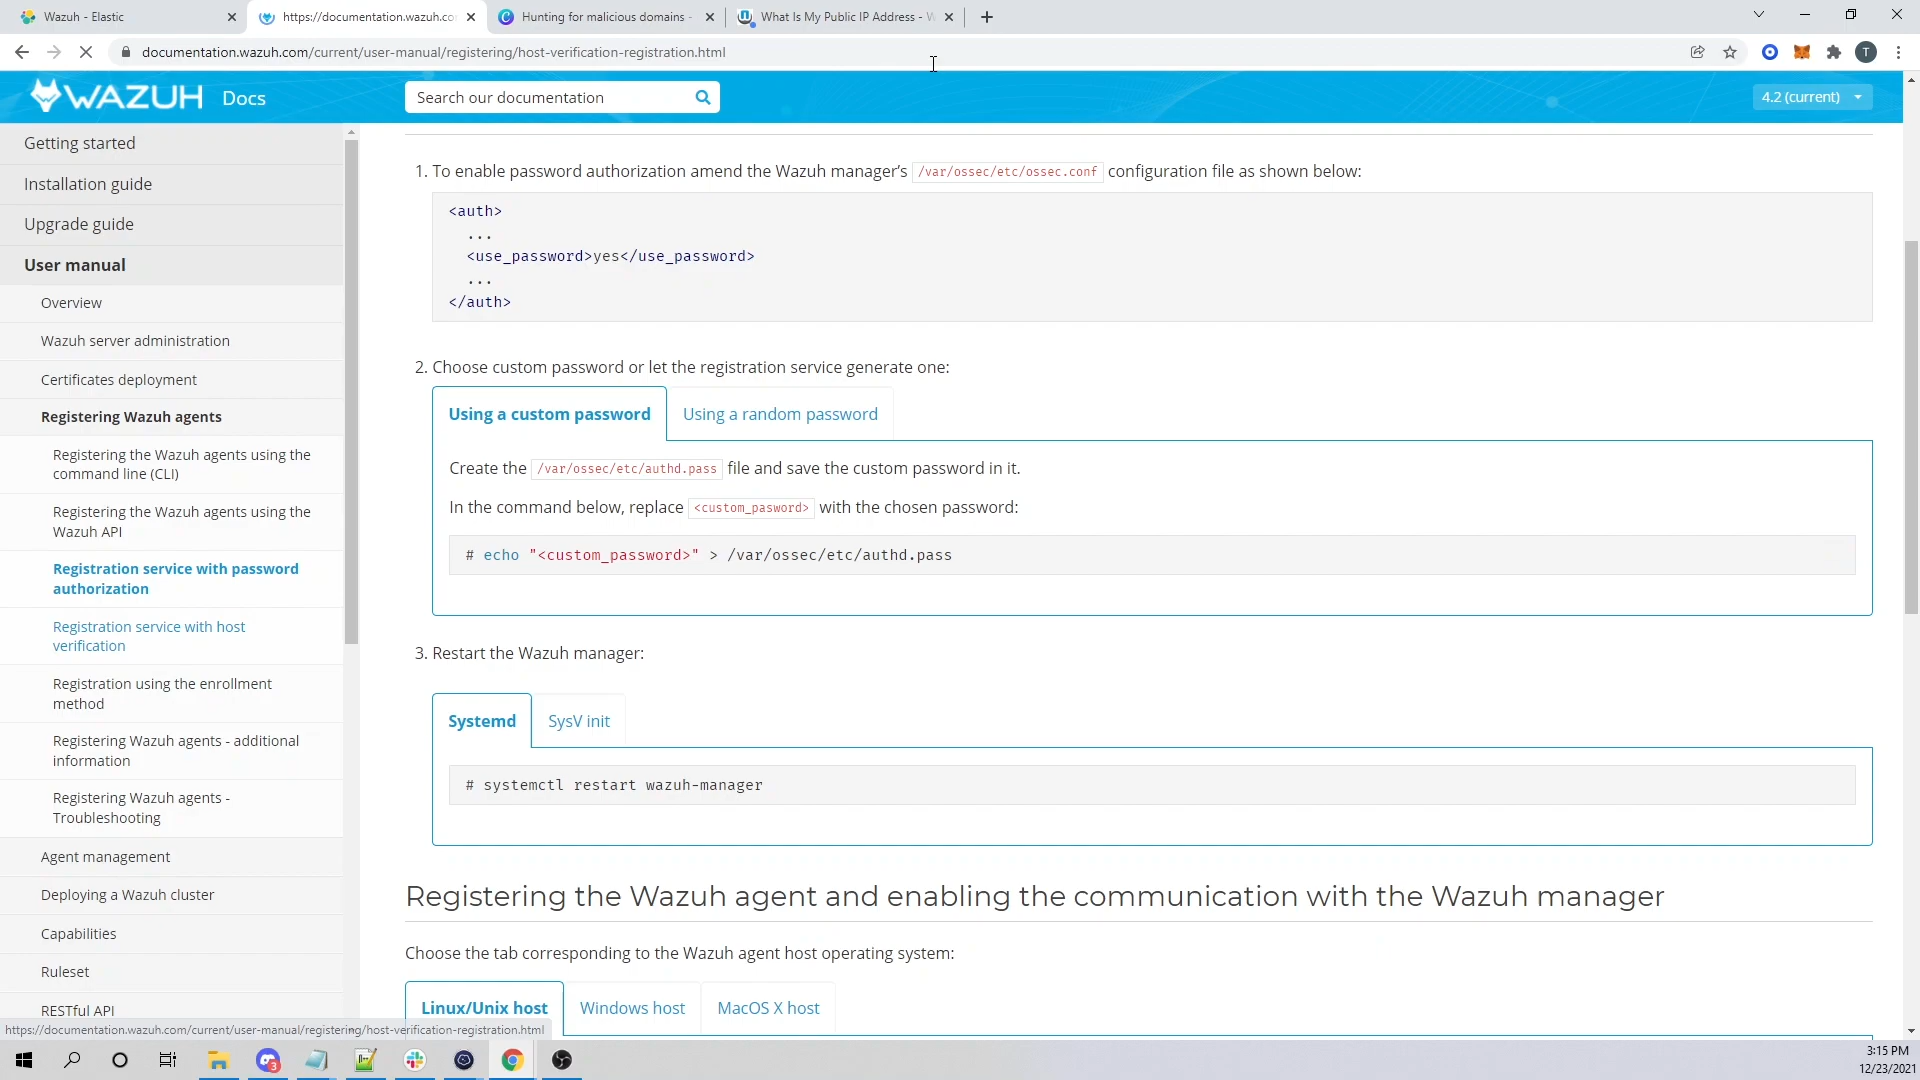 Wazuh - Elastic
https://documentation.wazuh.co
Hunting for malicious domains -
What Is My Public IP Address - W
documentation.wazuh.com/current/user-manual/registering/host-verification-registration.html
T
WAZUH Docs
Search our documentation
4.2 (current)
Getting started
Installation guide
Upgrade guide
User manual
Overview
Wazuh server administration
Certificates deployment
Registering Wazuh agents
Registering the Wazuh agents using the
command line (CLI)
Registering the Wazuh agents using the
Wazuh API
Registration service with password
authorization
Registration service with host
verification
Registration using the enrollment
method
Registering Wazuh agents - additional
information
Registering Wazuh agents -
Troubleshooting
Agent management
Deploying a Wazuh cluster
Capabilities
Ruleset
RESTful API
1. To enable password authorization amend the Wazuh manager’s /var/ossec/etc/ossec.conf configuration file as shown below:
<auth>
...
<use_password>yes</use_password>
...
</auth>
2. Choose custom password or let the registration service generate one:
Using a custom password
Using a random password
Create the /var/ossec/etc/authd.pass file and save the custom password in it.
In the command below, replace <custom_pasword> with the chosen password:
# echo "<custom_password>" > /var/ossec/etc/authd.pass
3. Restart the Wazuh manager:
Systemd
SysV init
# systemctl restart wazuh-manager
Registering the Wazuh agent and enabling the communication with the Wazuh manager
Choose the tab corresponding to the Wazuh agent host operating system:
Linux/Unix host
Windows host
MacOS X host
https://documentation.wazuh.com/current/user-manual/registering/host-verification-registration.html
3
3:15 PM
12/23/2021